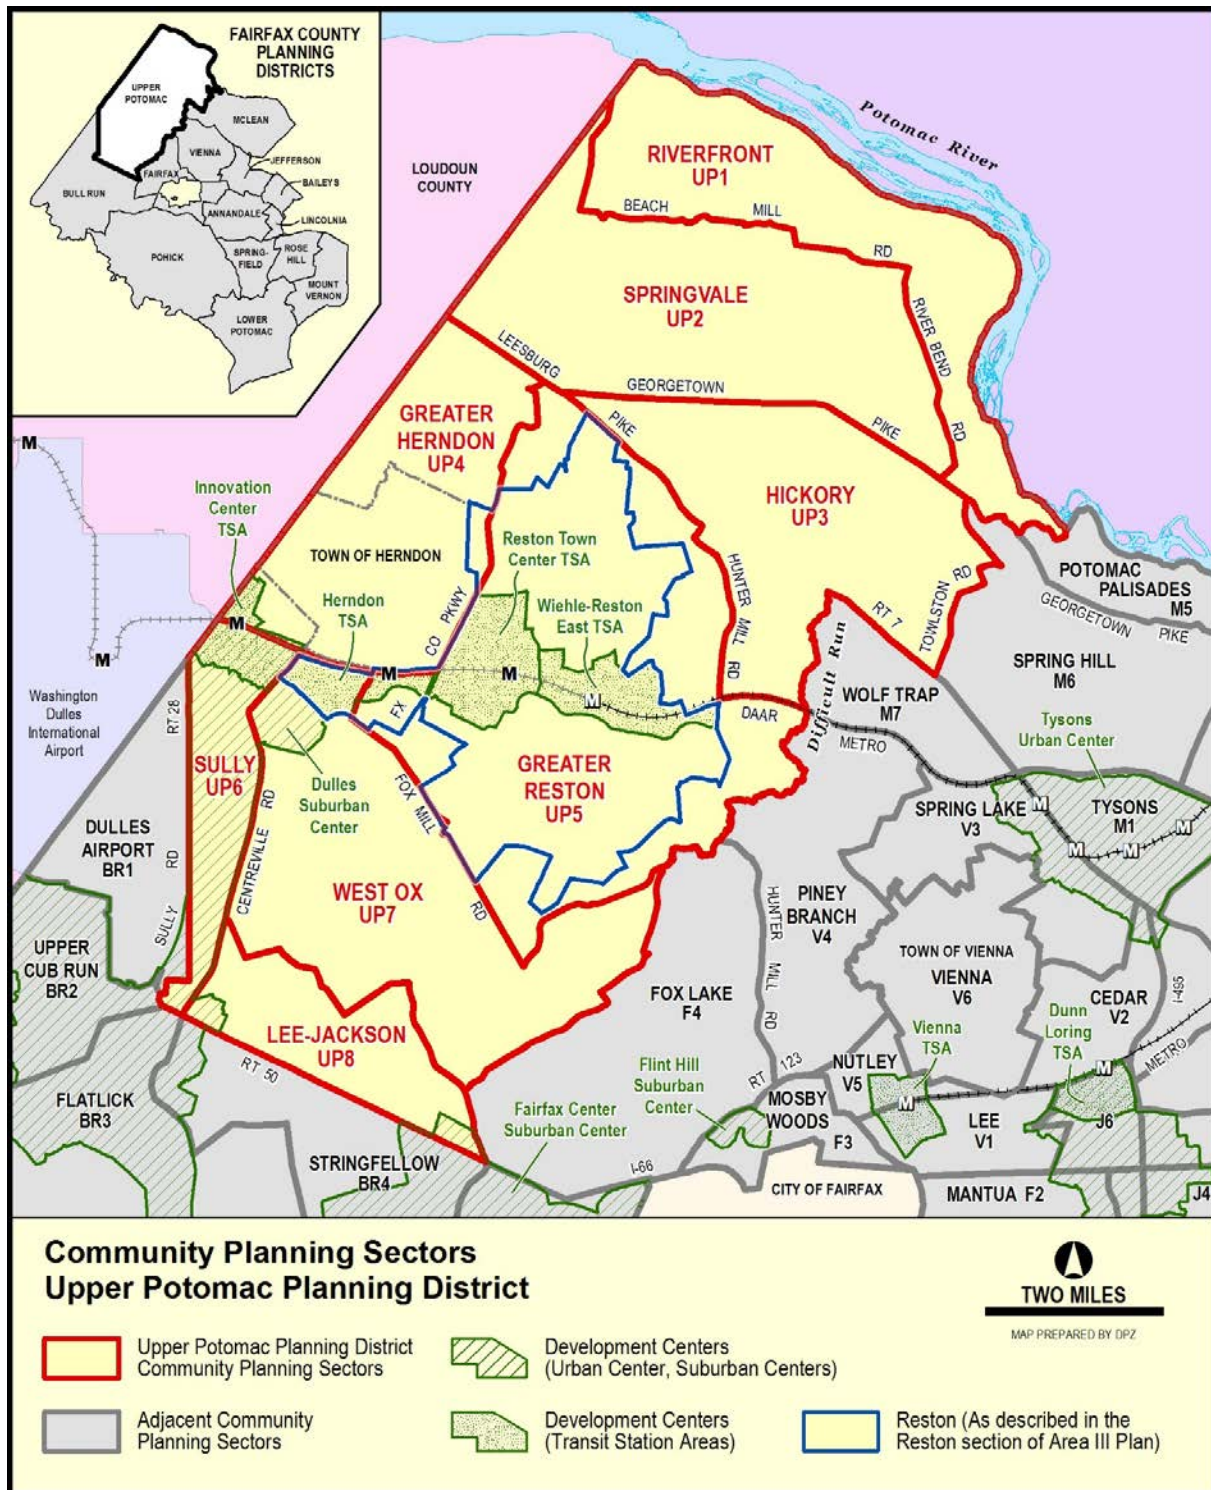 FAIRFAX COUNTY
PLANNING
DISTRICTS
UPPER
POTOMAC
MCLEAN
VIENNA
JEFFERSON
FAIRFAX
BAILEYS
BULL RUN
ANNANDALE
LINCOLNIA
POHICK
SPRING-
FIELD
ROSE
HILL
MOUNT
VERNON
LOWER
POTOMAC
LOUDOUN
COUNTY
Potomac River
RIVERFRONT
UP1
BEACH MILL RD
SPRINGVALE
UP2
RIVER BEND RD
LEESBURG PIKE
GEORGETOWN PIKE
GREATER
HERNDON
UP4
HICKORY
UP3
M
Innovation
Center
TSA
TOWN OF HERNDON
Reston Town
Center TSA
HUNTER MILL RD
RT 7
TOWLSTON RD
POTOMAC
PALISADES
M5
GEORGETOWN PIKE
Herndon
TSA
CO PKWY
Wiehle-Reston
East TSA
M
M
M
M
M
SPRING HILL
M6
Washington
Dulles
International
Airport
RT 28
FX
DAAR
Difficult Run
WOLF TRAP
M7
METRO
Tysons
Urban Center
SULLY
UP6
Dulles
Suburban
Center
GREATER
RESTON
UP5
FOX MILL RD
CENTREVILLE RD
SPRING LAKE
V3
TYSONS
M1
M
M
M
M
DULLES
AIRPORT
BR1
SULLY RD
WEST OX
UP7
HUNTER MILL RD
PINEY
BRANCH
V4
UPPER
CUB RUN
BR2
TOWN OF VIENNA
VIENNA
V6
I-495
FOX LAKE
F4
CEDAR
V2
LEE-JACKSON
UP8
RT 50
Vienna
TSA
Dunn
Loring
TSA
METRO
RT 123
NUTLEY
V5
Flint Hill
Suburban
Center
M
M
FLATLICK
BR3
MOSBY
WOODS
F3
LEE
V1
J6
Fairfax Center
Suburban Center
STRINGFELLOW
BR4
I-66
CITY OF FAIRFAX
MANTUA F2
J4
Community Planning Sectors
Upper Potomac Planning District
TWO MILES
MAP PREPARED BY DPZ
Upper Potomac Planning District
Community Planning Sectors
Development Centers
(Urban Center, Suburban Centers)
Adjacent Community
Planning Sectors
Development Centers
(Transit Station Areas)
Reston (As described in the
Reston section of Area III Plan)